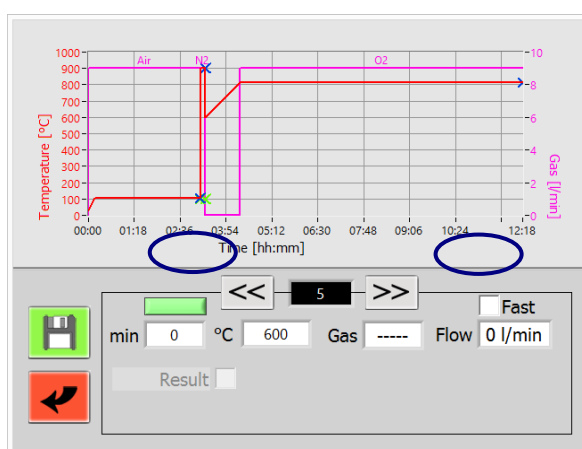 Air N2 O2
1000 10
900
800 8
700
600 6
500
400 4
300
200 2
100
0 0
Temperature [ºC]
Gas [l/min]
00:00 01:18 02:36 03:54 05:12 06:30 07:48 09:06 10:24 12:18
Time [hh:mm]
<< 5 >>
Fast
min 0 ºC 600 Gas ----- Flow 0 l/min
Result